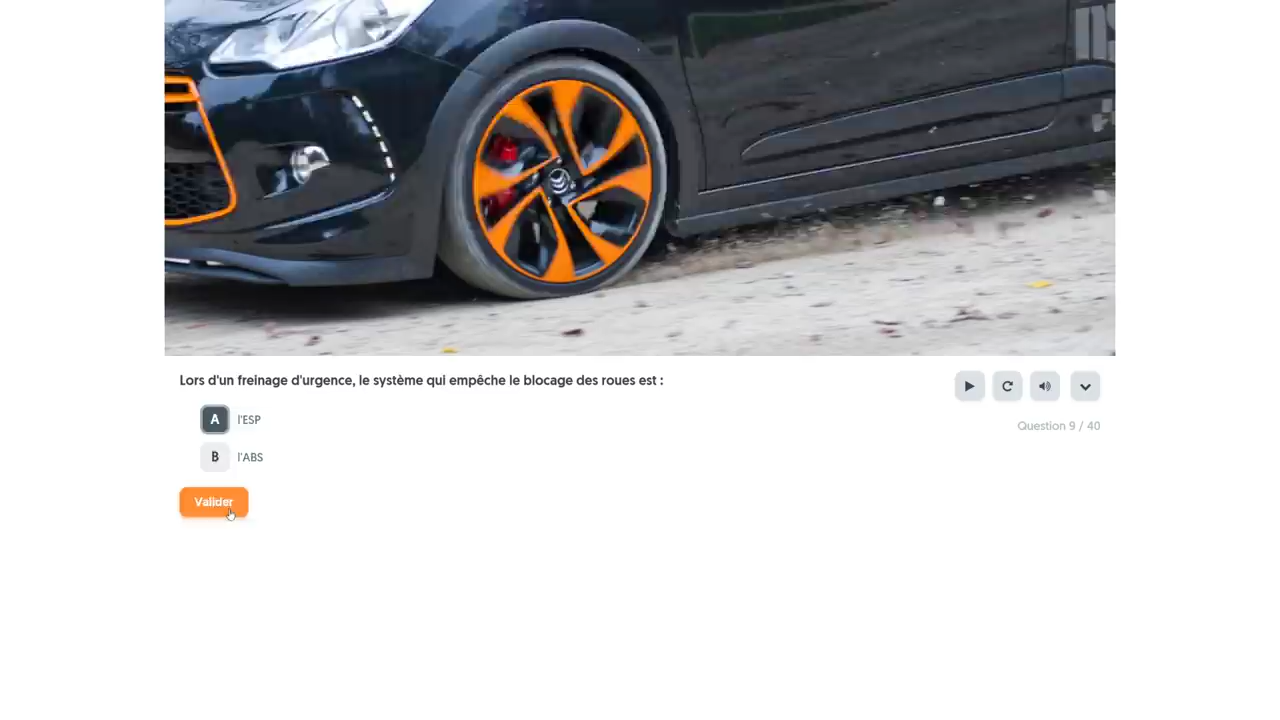 Lors d'un freinage d'urgence, le système qui empêche le blocage des roues est :
A l'ESP
Question 9 / 40
B l'ABS
Valider